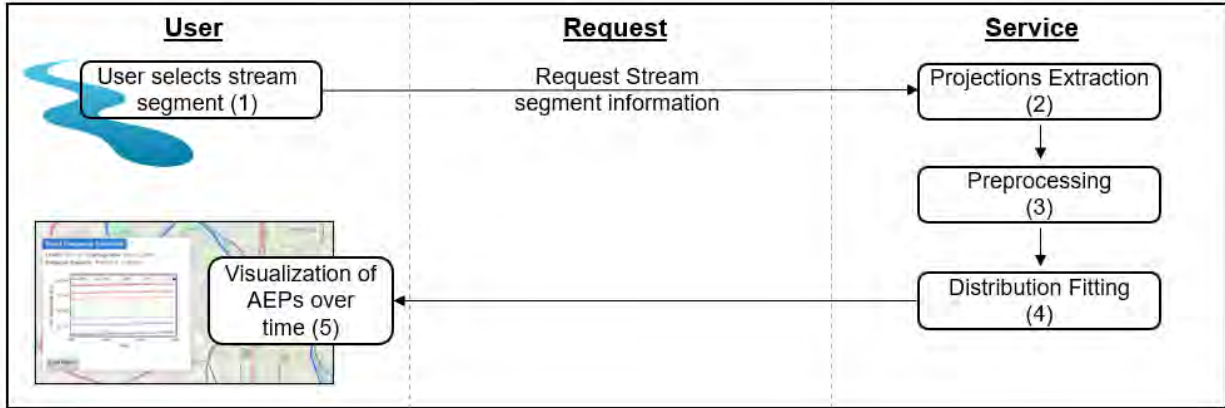 User
Request
Service
User selects stream
segment (1)
Request Stream
segment information
Projections Extraction
(2)
Preprocessing
(3)
Visualization of
AEPs over
time (5)
Distribution Fitting
(4)